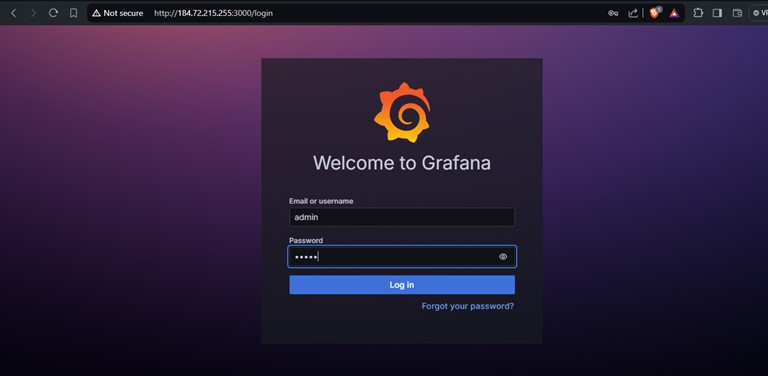 Not secure http://184.72.215.255:3000/login
Welcome to Grafana
Email or username
admin
Password
•••••
Log in
Forgot your password?